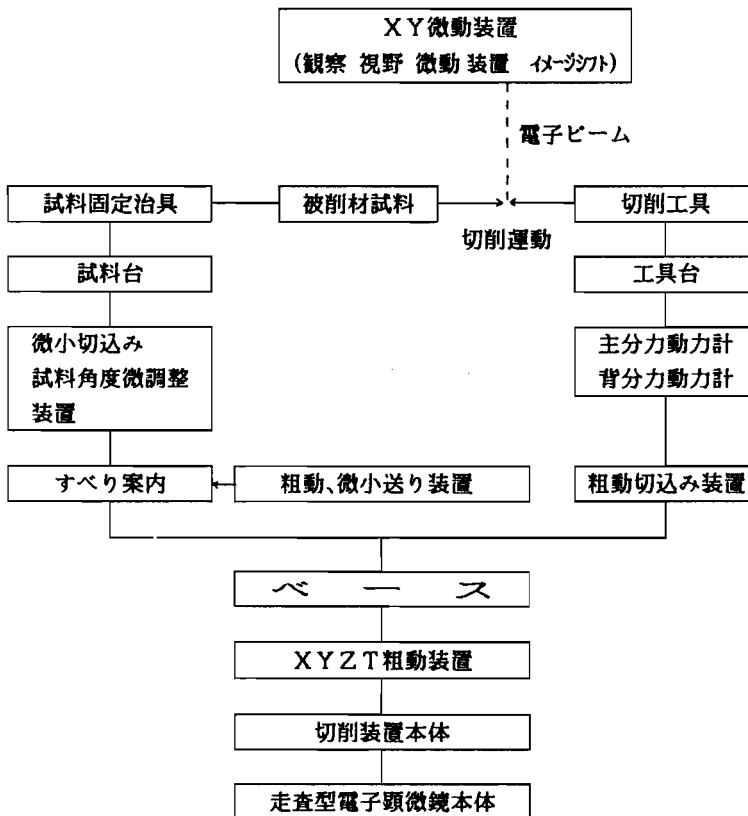 XY微動装置
(観察 視野 微動 装置 イメージシフト)
電子ビーム
試料固定治具
被削材試料
切削工具
切削運動
試料台
工具台
微小切込み
試料角度微調整
装置
主分力動力計
背分力動力計
すべり案内
粗動、微小送り装置
粗動切込み装置
ベース
XYZT粗動装置
切削装置本体
走査型電子顕微鏡本体